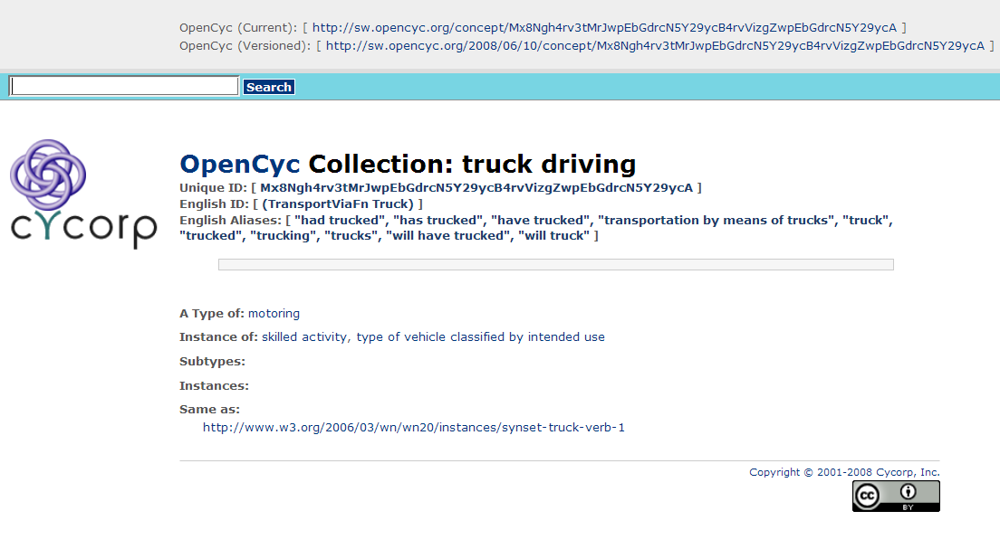 OpenCyc (Current): [ http://sw.opencyc.org/concept/Mx8Ngh4rv3tMrJwpEbGdrcN5Y29ycB4rvVizgZwpEbGdrcN5Y29ycA ]
OpenCyc (Versioned): [ http://sw.opencyc.org/2008/06/10/concept/Mx8Ngh4rv3tMrJwpEbGdrcN5Y29ycB4rvVizgZwpEbGdrcN5Y29ycA ]
Search
cycorp
OpenCyc Collection: truck driving
Unique ID: [ Mx8Ngh4rv3tMrJwpEbGdrcN5Y29ycB4rvVizgZwpEbGdrcN5Y29ycA ]
English ID: [ (TransportViaFn Truck) ]
English Aliases: [ "had trucked", "has trucked", "have trucked", "transportation by means of trucks", "truck",
"trucked", "trucking", "trucks", "will have trucked", "will truck" ]
A Type of: motoring
Instance of: skilled activity, type of vehicle classified by intended use
Subtypes:
Instances:
Same as:
http://www.w3.org/2006/03/wn/wn20/instances/synset-truck-verb-1
Copyright © 2001-2008 Cycorp, Inc.
cc BY